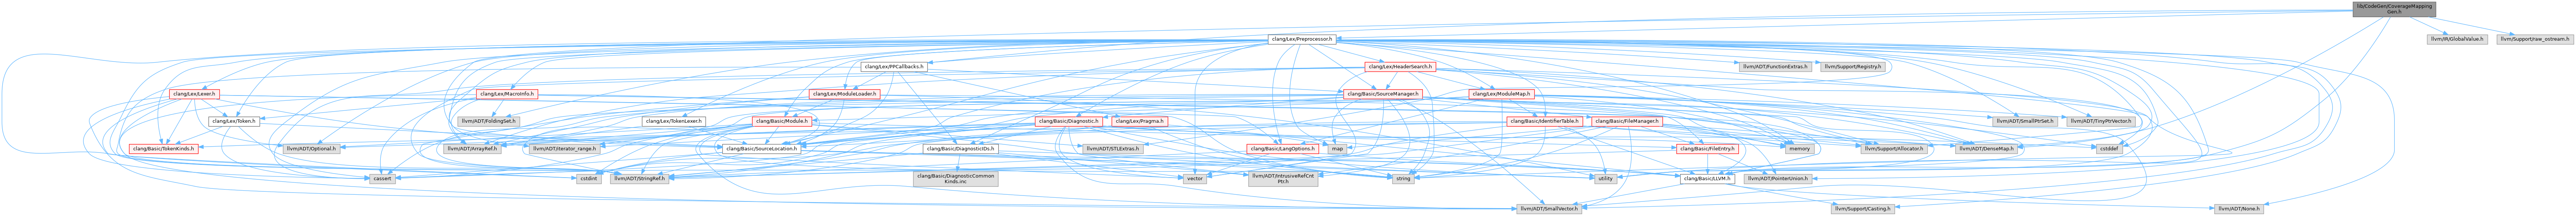 lib/CodeGen/CoverageMapping
Gen.h
clang/Lex/Preprocessor.h
llvm/IR/GlobalValue.h
llvm/Support/raw_ostream.h
clang/Lex/PPCallbacks.h
clang/Lex/HeaderSearch.h
llvm/ADT/FunctionExtras.h
llvm/Support/Registry.h
clang/Lex/Lexer.h
clang/Lex/MacroInfo.h
clang/Lex/ModuleLoader.h
clang/Basic/SourceManager.h
clang/Lex/ModuleMap.h
clang/Lex/Token.h
llvm/ADT/FoldingSet.h
clang/Lex/TokenLexer.h
clang/Basic/Module.h
clang/Basic/Diagnostic.h
clang/Lex/Pragma.h
clang/Basic/IdentifierTable.h
clang/Basic/FileManager.h
llvm/ADT/SmallPtrSet.h
llvm/ADT/TinyPtrVector.h
clang/Basic/TokenKinds.h
llvm/ADT/Optional.h
llvm/ADT/ArrayRef.h
llvm/ADT/iterator_range.h
clang/Basic/SourceLocation.h
clang/Basic/DiagnosticIDs.h
llvm/ADT/STLExtras.h
clang/Basic/LangOptions.h
map
clang/Basic/FileEntry.h
memory
llvm/Support/Allocator.h
llvm/ADT/DenseMap.h
cstddef
cassert
cstdint
llvm/ADT/StringRef.h
clang/Basic/DiagnosticCommon
Kinds.inc
vector
llvm/ADT/IntrusiveRefCnt
Ptr.h
string
utility
clang/Basic/LLVM.h
llvm/ADT/PointerUnion.h
llvm/ADT/SmallVector.h
llvm/Support/Casting.h
llvm/ADT/None.h